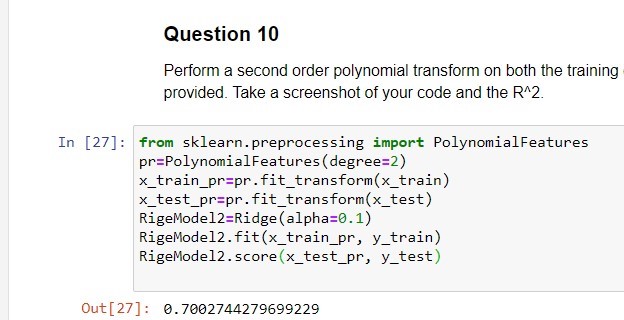 Question 10
Perform a second order polynomial transform on both the training
provided. Take a screenshot of your code and the R^2.
In [27]: from sklearn.preprocessing import PolynomialFeatures
pr=PolynomialFeatures(degree=2)
x_train_pr=pr.fit_transform(x_train)
x_test_pr=pr.fit_transform(x_test)
RigeModel2=Ridge(alpha=0.1)
RigeModel2.fit(x_train_pr, y_train)
RigeModel2.score(x_test_pr, y_test)
Out[27]: 0.7002744279699229